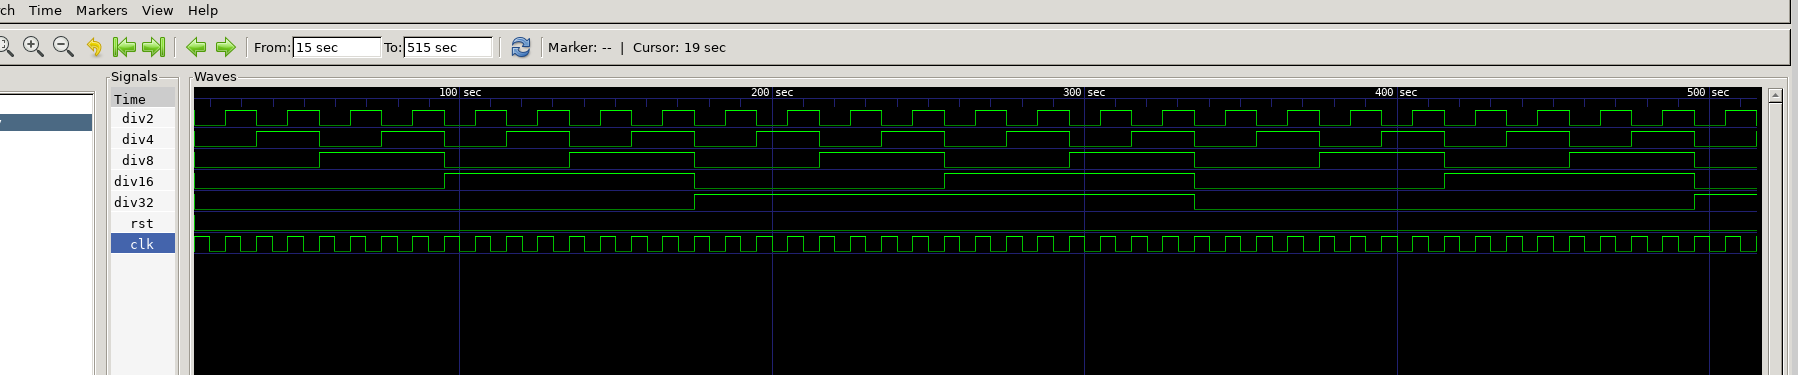 ch Time Markers View Help
From: 15 sec To: 515 sec Marker: -- | Cursor: 19 sec
Signals Waves
Time 100 sec 200 sec 300 sec 400 sec 500 sec
div2
div4
div8
div16
div32
rst
clk